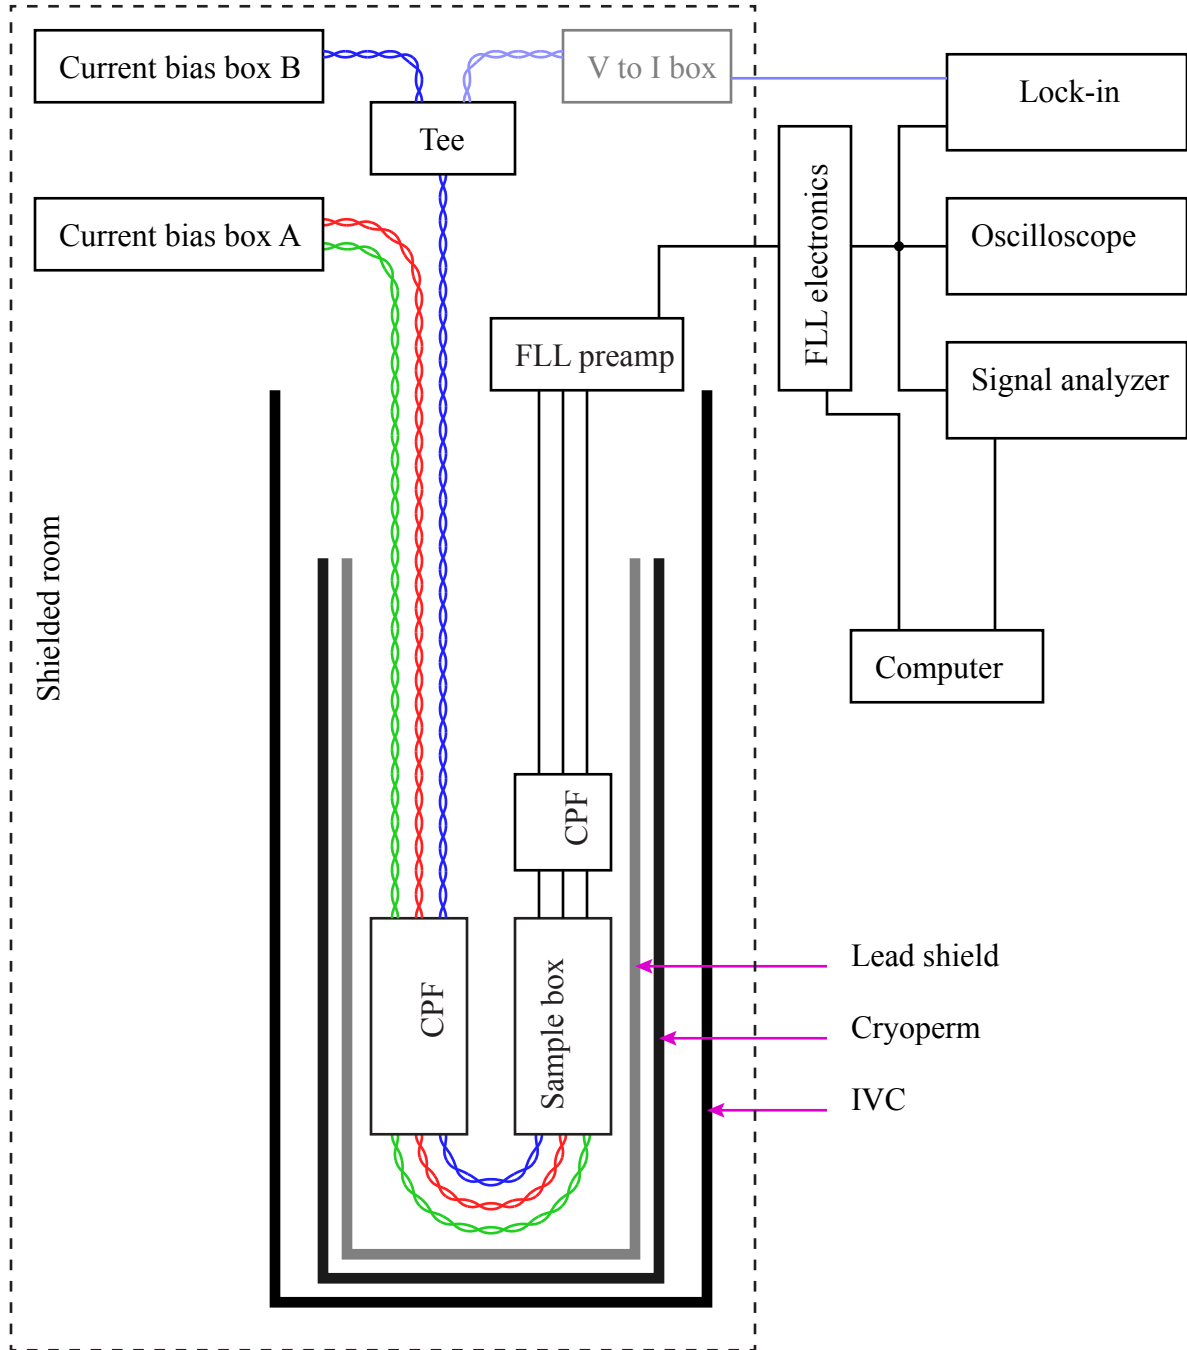 Current bias box B
V to I box
Lock-in
Tee
Current bias box A
FLL electronics
Oscilloscope
FLL preamp
Signal analyzer
Shielded room
Computer
CPF
CPF
Sample box
Lead shield
Cryoperm
IVC